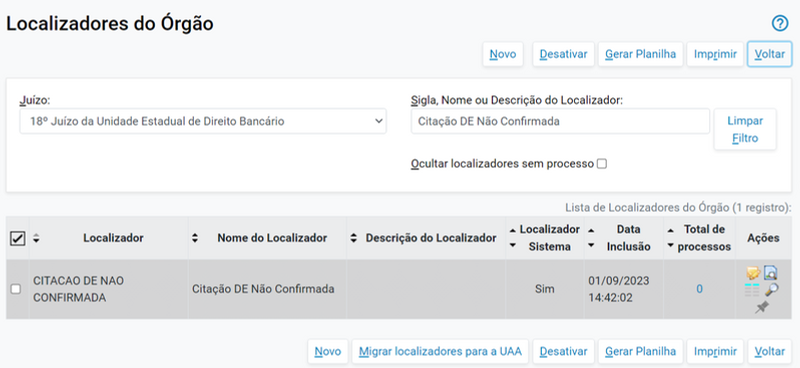 Localizadores do Órgão
Novo Desativar Gerar Planilha Imprimir Voltar
Juízo:
18º Juízo da Unidade Estadual de Direito Bancário
Sigla, Nome ou Descrição do Localizador:
Citação DE Não Confirmada
Limpar
Filtro
Ocultar localizadores sem processo
Lista de Localizadores do Órgão (1 registro):
Localizador Nome do Localizador Descrição do Localizador Localizador Sistema Data Inclusão Total de processos Ações
CITACAO DE NAO
CONFIRMADA
Citação DE Não Confirmada
Sim
01/09/2023
14:42:02
0
Novo Migrar localizadores para a UAA Desativar Gerar Planilha Imprimir Voltar